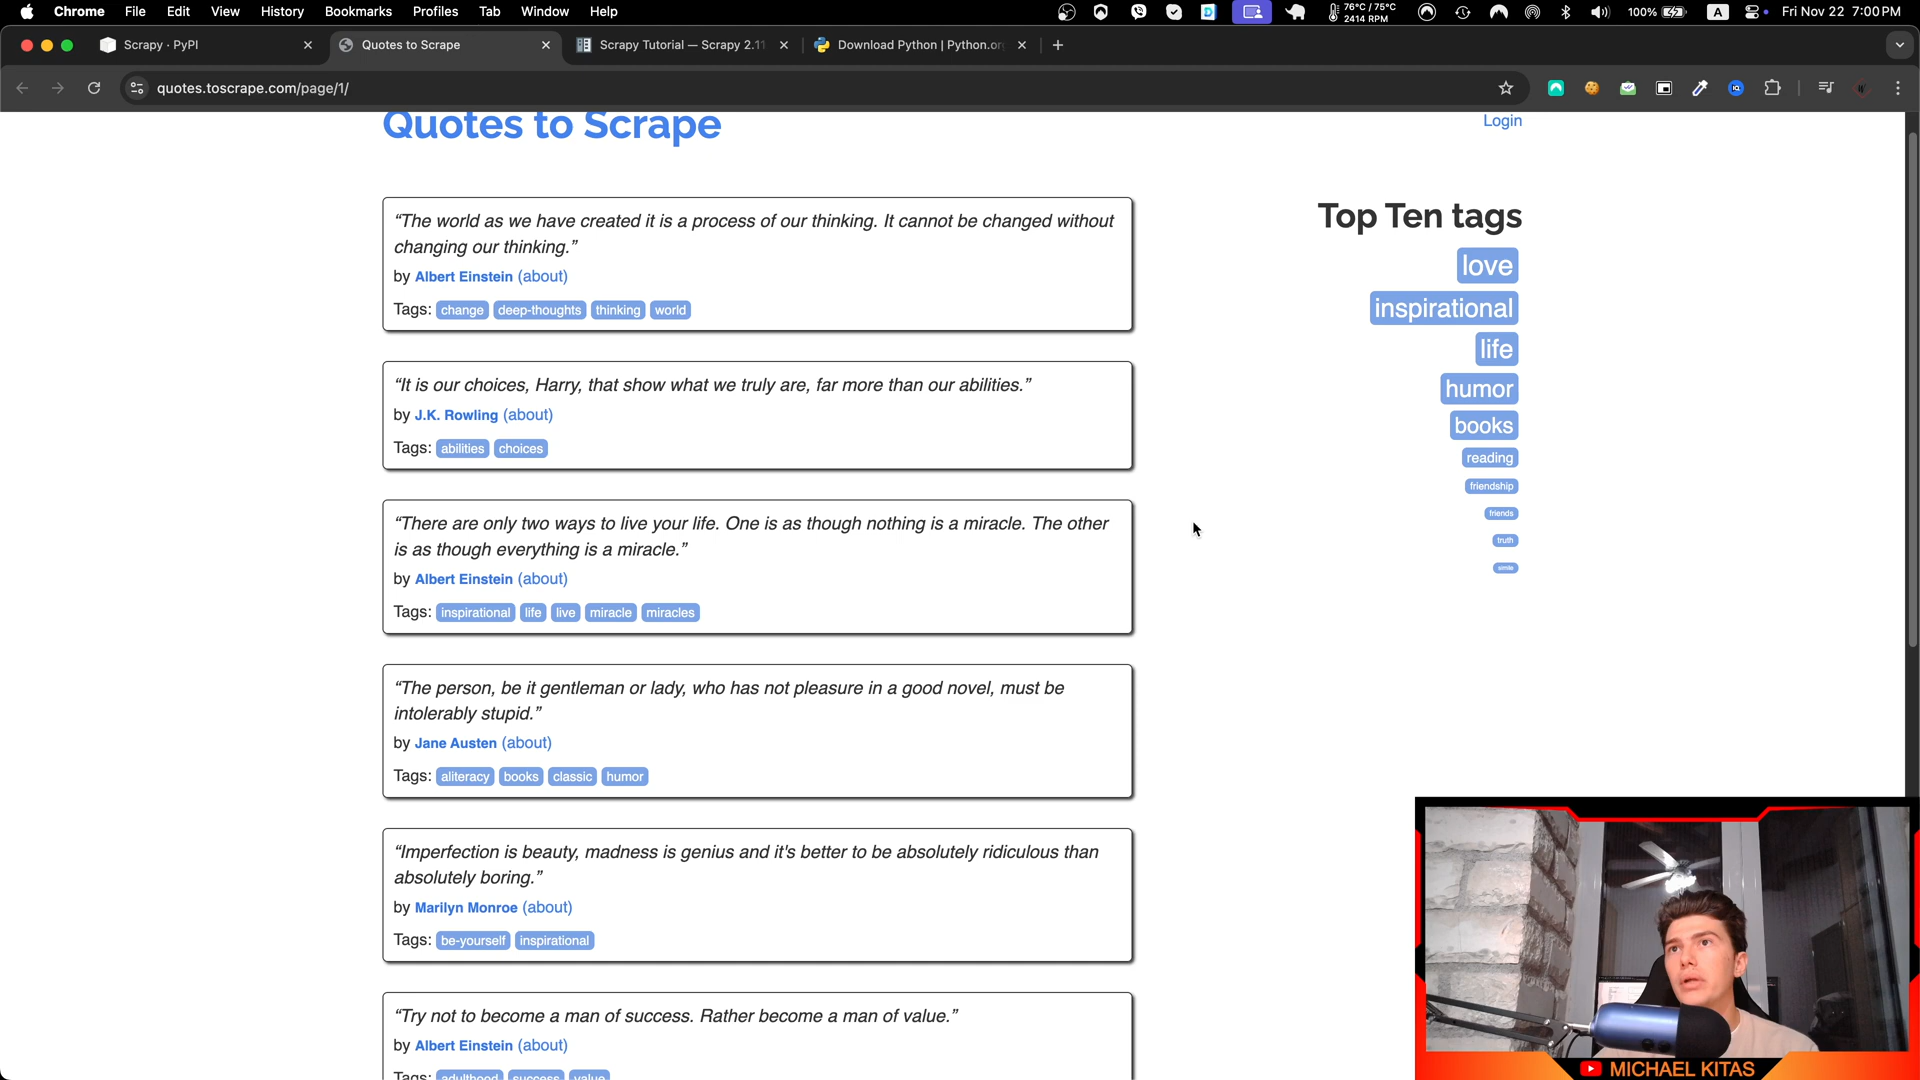 Chrome File Edit View History Bookmarks Profiles Tab Window Help
76°C / 75°C
2414 RPM
100% A Fri Nov 22 7:00 PM
Scrapy · PyPI
Quotes to Scrape
Scrapy Tutorial — Scrapy 2.11
Download Python | Python.or
quotes.toscrape.com/page/1/
Quotes to Scrape
Login
“The world as we have created it is a process of our thinking. It cannot be changed without
changing our thinking.”
by Albert Einstein (about)
Tags: change deep-thoughts thinking world
“It is our choices, Harry, that show what we truly are, far more than our abilities.”
by J.K. Rowling (about)
Tags: abilities choices
“There are only two ways to live your life. One is as though nothing is a miracle. The other
is as though everything is a miracle.”
by Albert Einstein (about)
Tags: inspirational life live miracle miracles
“The person, be it gentleman or lady, who has not pleasure in a good novel, must be
intolerably stupid.”
by Jane Austen (about)
Tags: aliteracy books classic humor
“Imperfection is beauty, madness is genius and it's better to be absolutely ridiculous than
absolutely boring.”
by Marilyn Monroe (about)
Tags: be-yourself inspirational
“Try not to become a man of success. Rather become a man of value.”
by Albert Einstein (about)
Tags: adulthood success value
Top Ten tags
love
inspirational
life
humor
books
reading
friendship
friends
truth
simile
MICHAEL KITAS